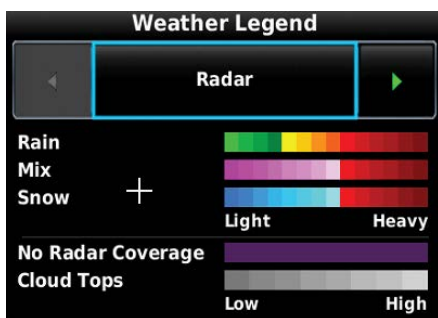 Weather Legend
Radar
Rain
Mix
Snow
Light Heavy
No Radar Coverage
Cloud Tops
Low High